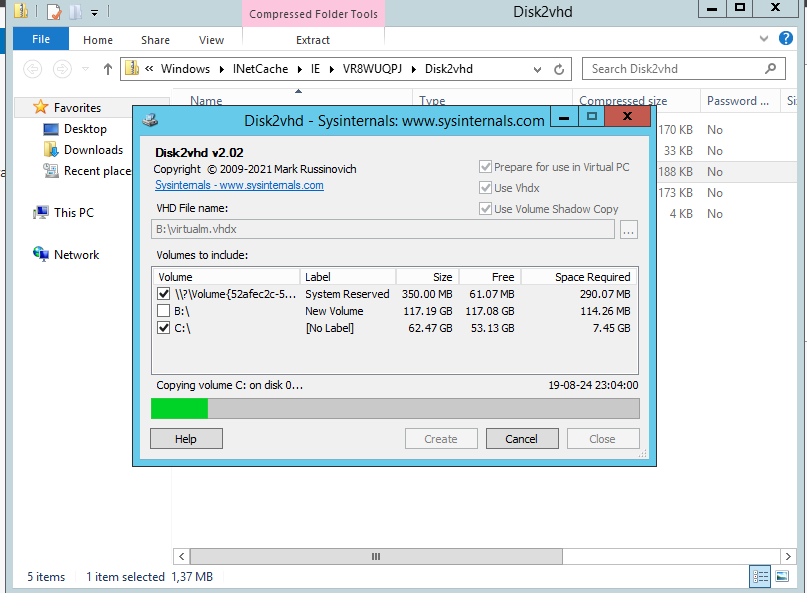 Compressed Folder Tools
Disk2vhd
File
Home
Share
View
Extract
« Windows
INetCache
IE
VR8WUQPJ
Disk2vhd
Search Disk2vhd
Name
Type
Compressed size
Password ...
Favorites
Desktop
Downloads
Recent place
This PC
Network
Disk2vhd - Sysinternals: www.sysinternals.com
170 KB No
33 KB No
188 KB No
173 KB No
4 KB No
Disk2vhd v2.02
Copyright © 2009-2021 Mark Russinovich
Sysinternals - www.sysinternals.com
Prepare for use in Virtual PC
Use Vhdx
Use Volume Shadow Copy
VHD File name:
B:\virtualm.vhdx
...
Volumes to include:
Volume Label Size Free Space Required
\\?\Volume{52afec2c-5... System Reserved 350.00 MB 61.07 MB 290.07 MB
B:\ New Volume 117.19 GB 117.08 GB 114.26 MB
C:\ [No Label] 62.47 GB 53.13 GB 7.45 GB
Copying volume C: on disk 0...
19-08-24 23:04:00
Help
Create
Cancel
Close
5 items
1 item selected 1,37 MB